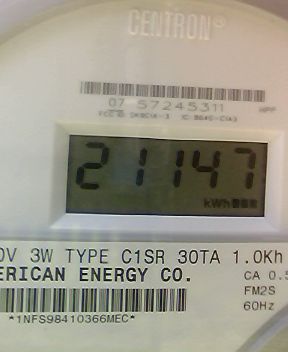 CENTRON®
07 57245311
21147
kWh
0V 3W TYPE C1SR 30TA 1.0Kh
ERICAN ENERGY CO.
CA 0.5
FM2S
60Hz
*1NFS98410366MEC*